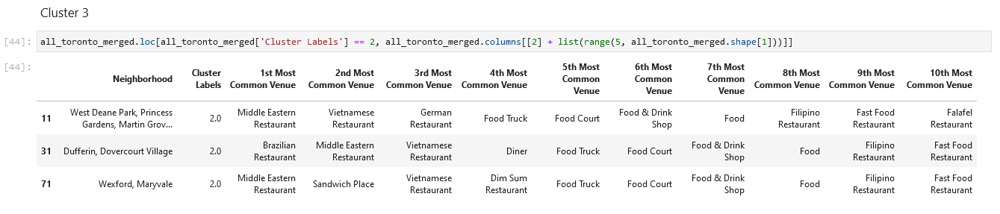 Cluster 3
[44]: all_toronto_merged.loc[all_toronto_merged['Cluster Labels'] == 2, all_toronto_merged.columns[[2] + list(range(5, all_toronto_merged.shape[1]))]]
[44]:
Neighborhood Cluster Labels 1st Most Common Venue 2nd Most Common Venue 3rd Most Common Venue 4th Most Common Venue 5th Most Common Venue 6th Most Common Venue 7th Most Common Venue 8th Most Common Venue 9th Most Common Venue 10th Most Common Venue
11 West Deane Park, Princess Gardens, Martin Grov... 2.0 Middle Eastern Restaurant Vietnamese Restaurant German Restaurant Food Truck Food Court Food & Drink Shop Food Filipino Restaurant Fast Food Restaurant Falafel Restaurant
31 Dufferin, Dovercourt Village 2.0 Brazilian Restaurant Middle Eastern Restaurant Vietnamese Restaurant Diner Food Truck Food Court Food & Drink Shop Food Filipino Restaurant Fast Food Restaurant
71 Wexford, Maryvale 2.0 Middle Eastern Restaurant Sandwich Place Vietnamese Restaurant Dim Sum Restaurant Food Truck Food Court Food & Drink Shop Food Filipino Restaurant Fast Food Restaurant